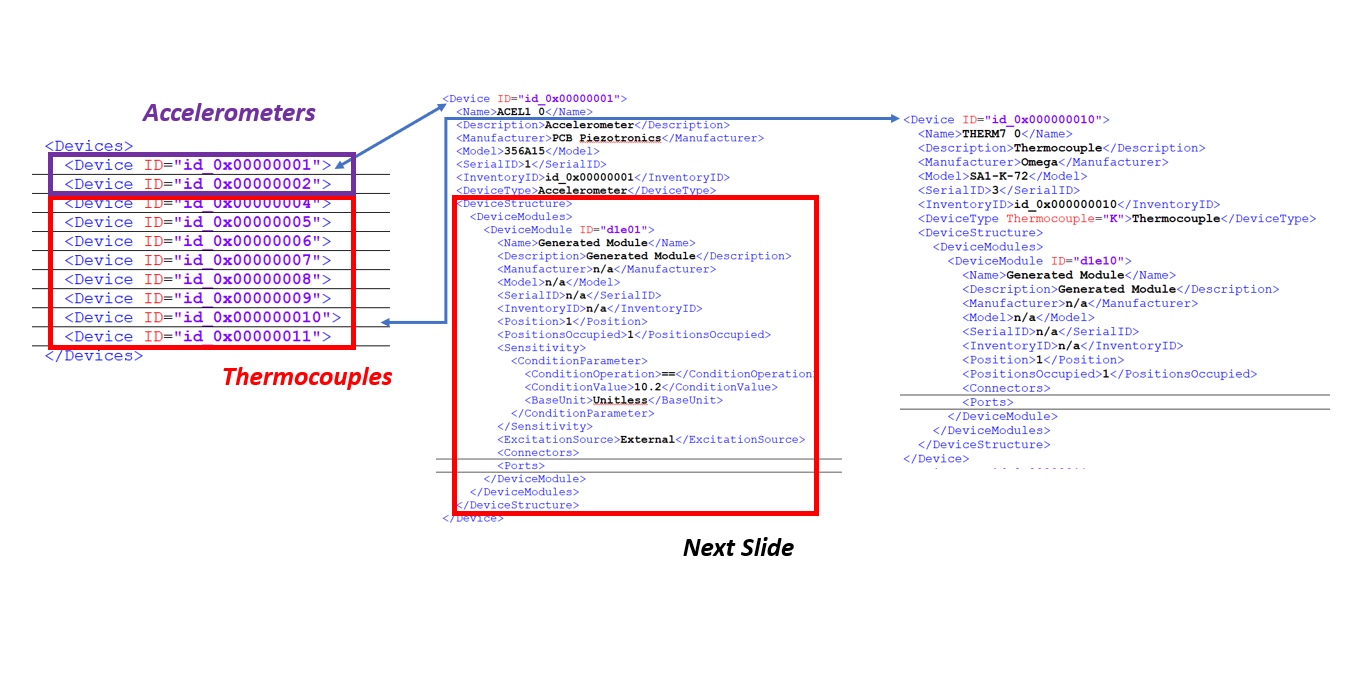 Accelerometers
<Devices>
<Device ID="id_0x00000001">
<Device ID="id_0x00000002">
<Device ID="id_0x00000004">
<Device ID="id_0x00000005">
<Device ID="id_0x00000006">
<Device ID="id_0x00000007">
<Device ID="id_0x00000008">
<Device ID="id_0x00000009">
<Device ID="id_0x000000010">
<Device ID="id_0x00000011">
</Devices>
Thermocouples
<Device ID="id_0x00000001">
<Name>ACEL1 0</Name>
<Description>Accelerometer</Description>
<Manufacturer>PCB Piezotronics</Manufacturer>
<Model>356A15</Model>
<SerialID>1</SerialID>
<InventoryID>id_0x00000001</InventoryID>
<DeviceType>Accelerometer</DeviceType>
<DeviceStructure>
<DeviceModules>
<DeviceModule ID="d1e01">
<Name>Generated Module</Name>
<Description>Generated Module</Description>
<Manufacturer>n/a</Manufacturer>
<Model>n/a</Model>
<SerialID>n/a</SerialID>
<InventoryID>n/a</InventoryID>
<Position>1</Position>
<PositionsOccupied>1</PositionsOccupied>
<Sensitivity>
<ConditionParameter>
<ConditionOperation>==</ConditionOperation
<ConditionValue>10.2</ConditionValue>
<BaseUnit>Unitless</BaseUnit>
</ConditionParameter>
</Sensitivity>
<ExcitationSource>External</ExcitationSource>
<Connectors>
<Ports>
</DeviceModule>
</DeviceModules>
</DeviceStructure>
</Device>
Next Slide
<Device ID="id_0x000000010">
<Name>THERM7 0</Name>
<Description>Thermocouple</Description>
<Manufacturer>Omega</Manufacturer>
<Model>SA1-K-72</Model>
<SerialID>3</SerialID>
<InventoryID>id_0x000000010</InventoryID>
<DeviceType Thermocouple="K">Thermocouple</DeviceType>
<DeviceStructure>
<DeviceModules>
<DeviceModule ID="d1e10">
<Name>Generated Module</Name>
<Description>Generated Module</Description>
<Manufacturer>n/a</Manufacturer>
<Model>n/a</Model>
<SerialID>n/a</SerialID>
<InventoryID>n/a</InventoryID>
<Position>1</Position>
<PositionsOccupied>1</PositionsOccupied>
<Connectors>
<Ports>
</DeviceModule>
</DeviceModules>
</DeviceStructure>
</Device>